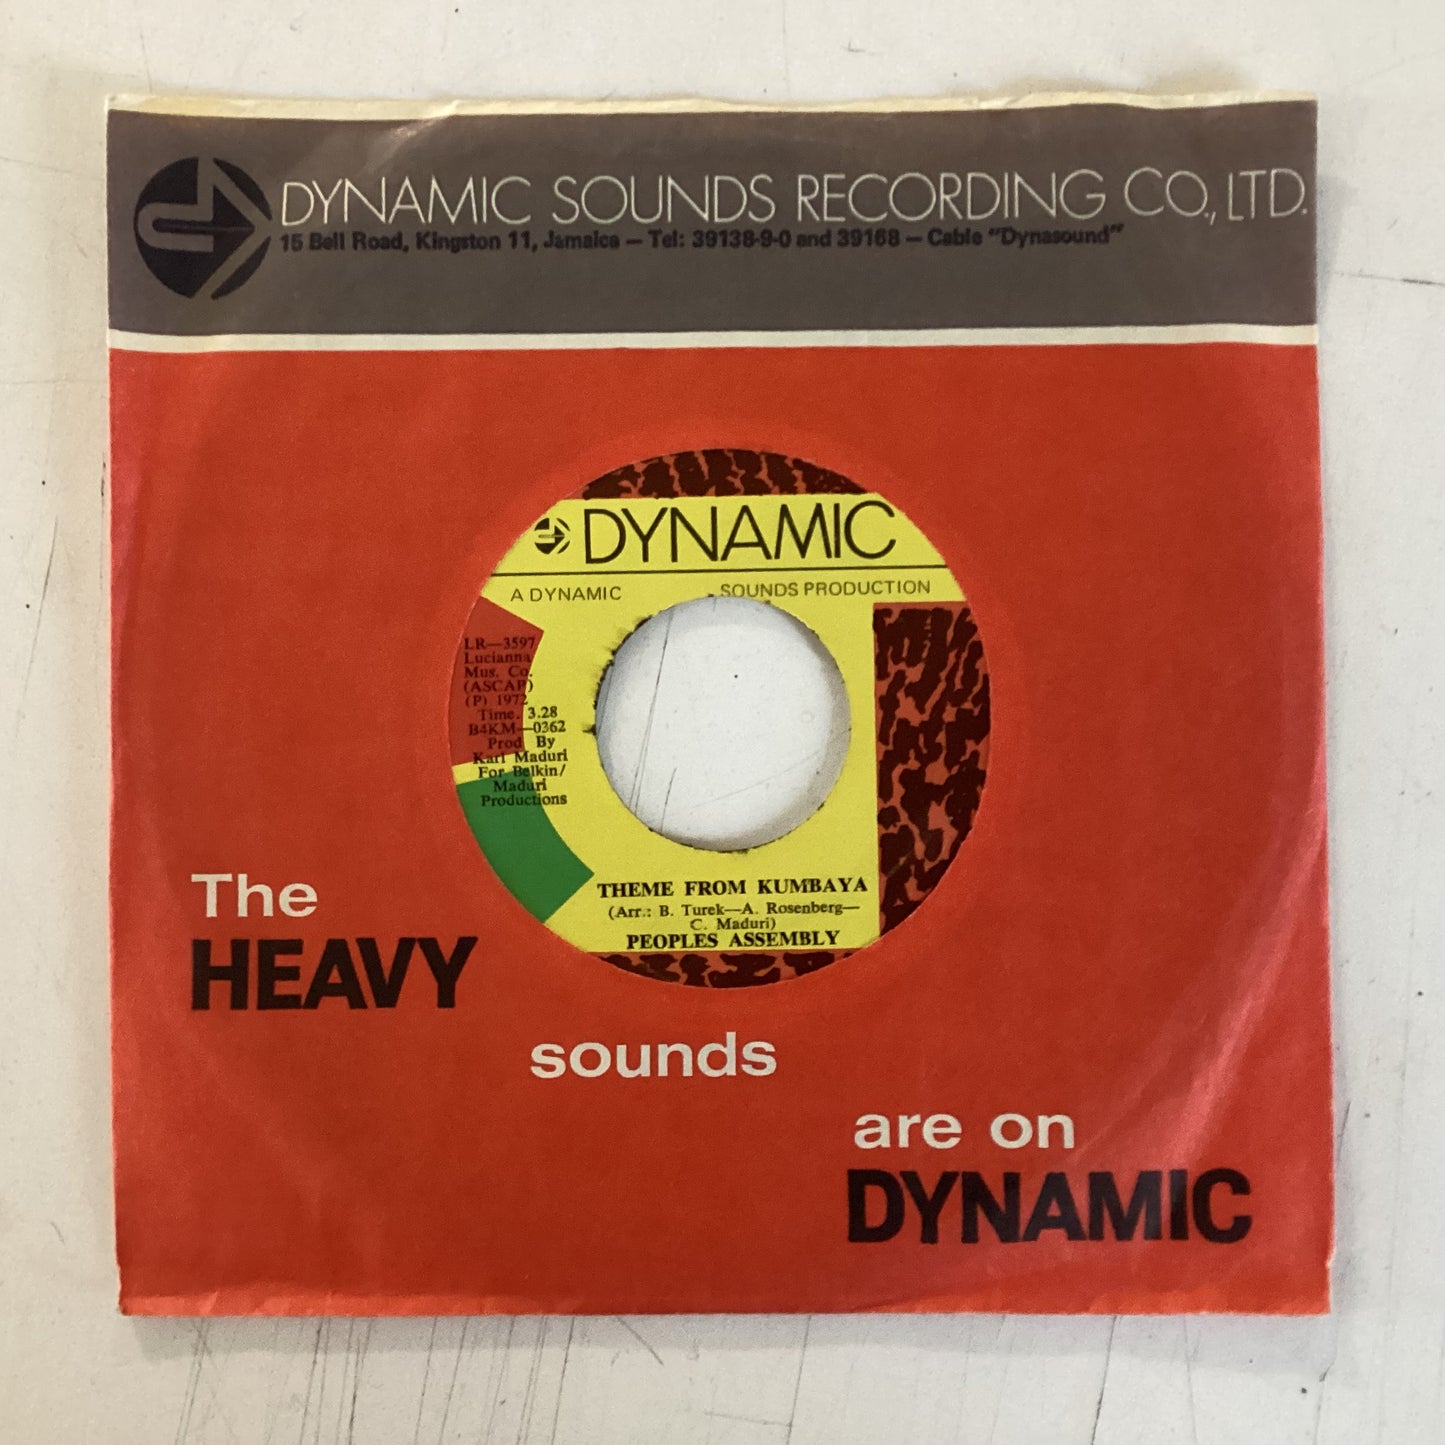 DYNAMIC SOUNDS RECORDING CO., LTD.
15 Bell Road, Kingston 11, Jamaica – Tel: 39138-9-0 and 39168 – Cable "Dynasound"
DYNAMIC
A DYNAMIC SOUNDS PRODUCTION
LR—3597
Lucianna
Mus. Co.
(ASCAP)
(P) 1972
Time. 3.28
B4KM—0362
Prod By
Karl Maduri
For Belkin/
Maduri
Productions
THEME FROM KUMBAYA
(Arr.: B. Turek—A. Rosenberg—
C. Maduri)
PEOPLES ASSEMBLY
The
HEAVY
sounds
are on
DYNAMIC